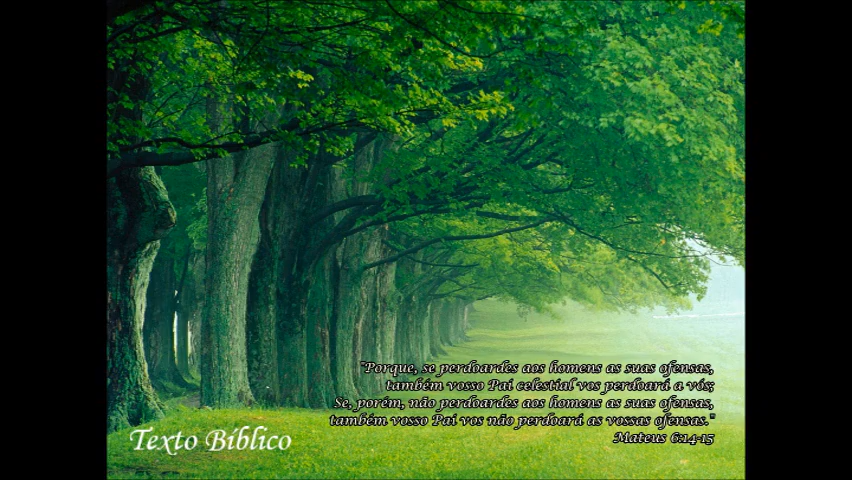 "Porque, se perdoardes aos homens as suas ofensas,
também vosso Pai celestial vos perdoará a vós;
Se, porém, não perdoardes aos homens as suas ofensas,
também vosso Pai vos não perdoará as vossas ofensas."
Mateus 6:14-15
Texto Bíblico